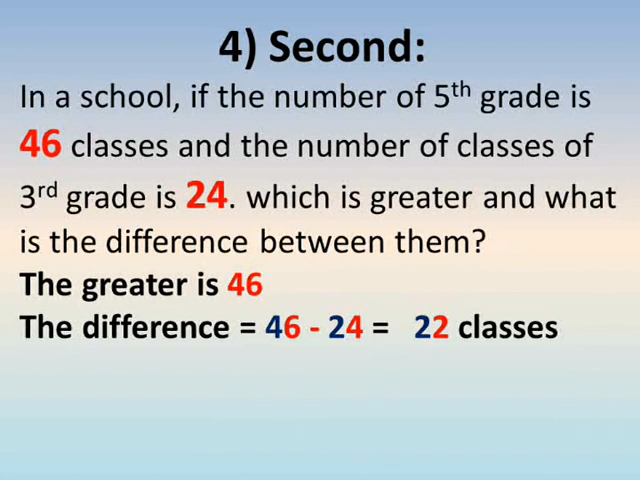 4) Second:
In a school, if the number of 5th grade is
46 classes and the number of classes of
3rd grade is 24. which is greater and what
is the difference between them?
The greater is 46
The difference = 46 - 24 = 22 classes